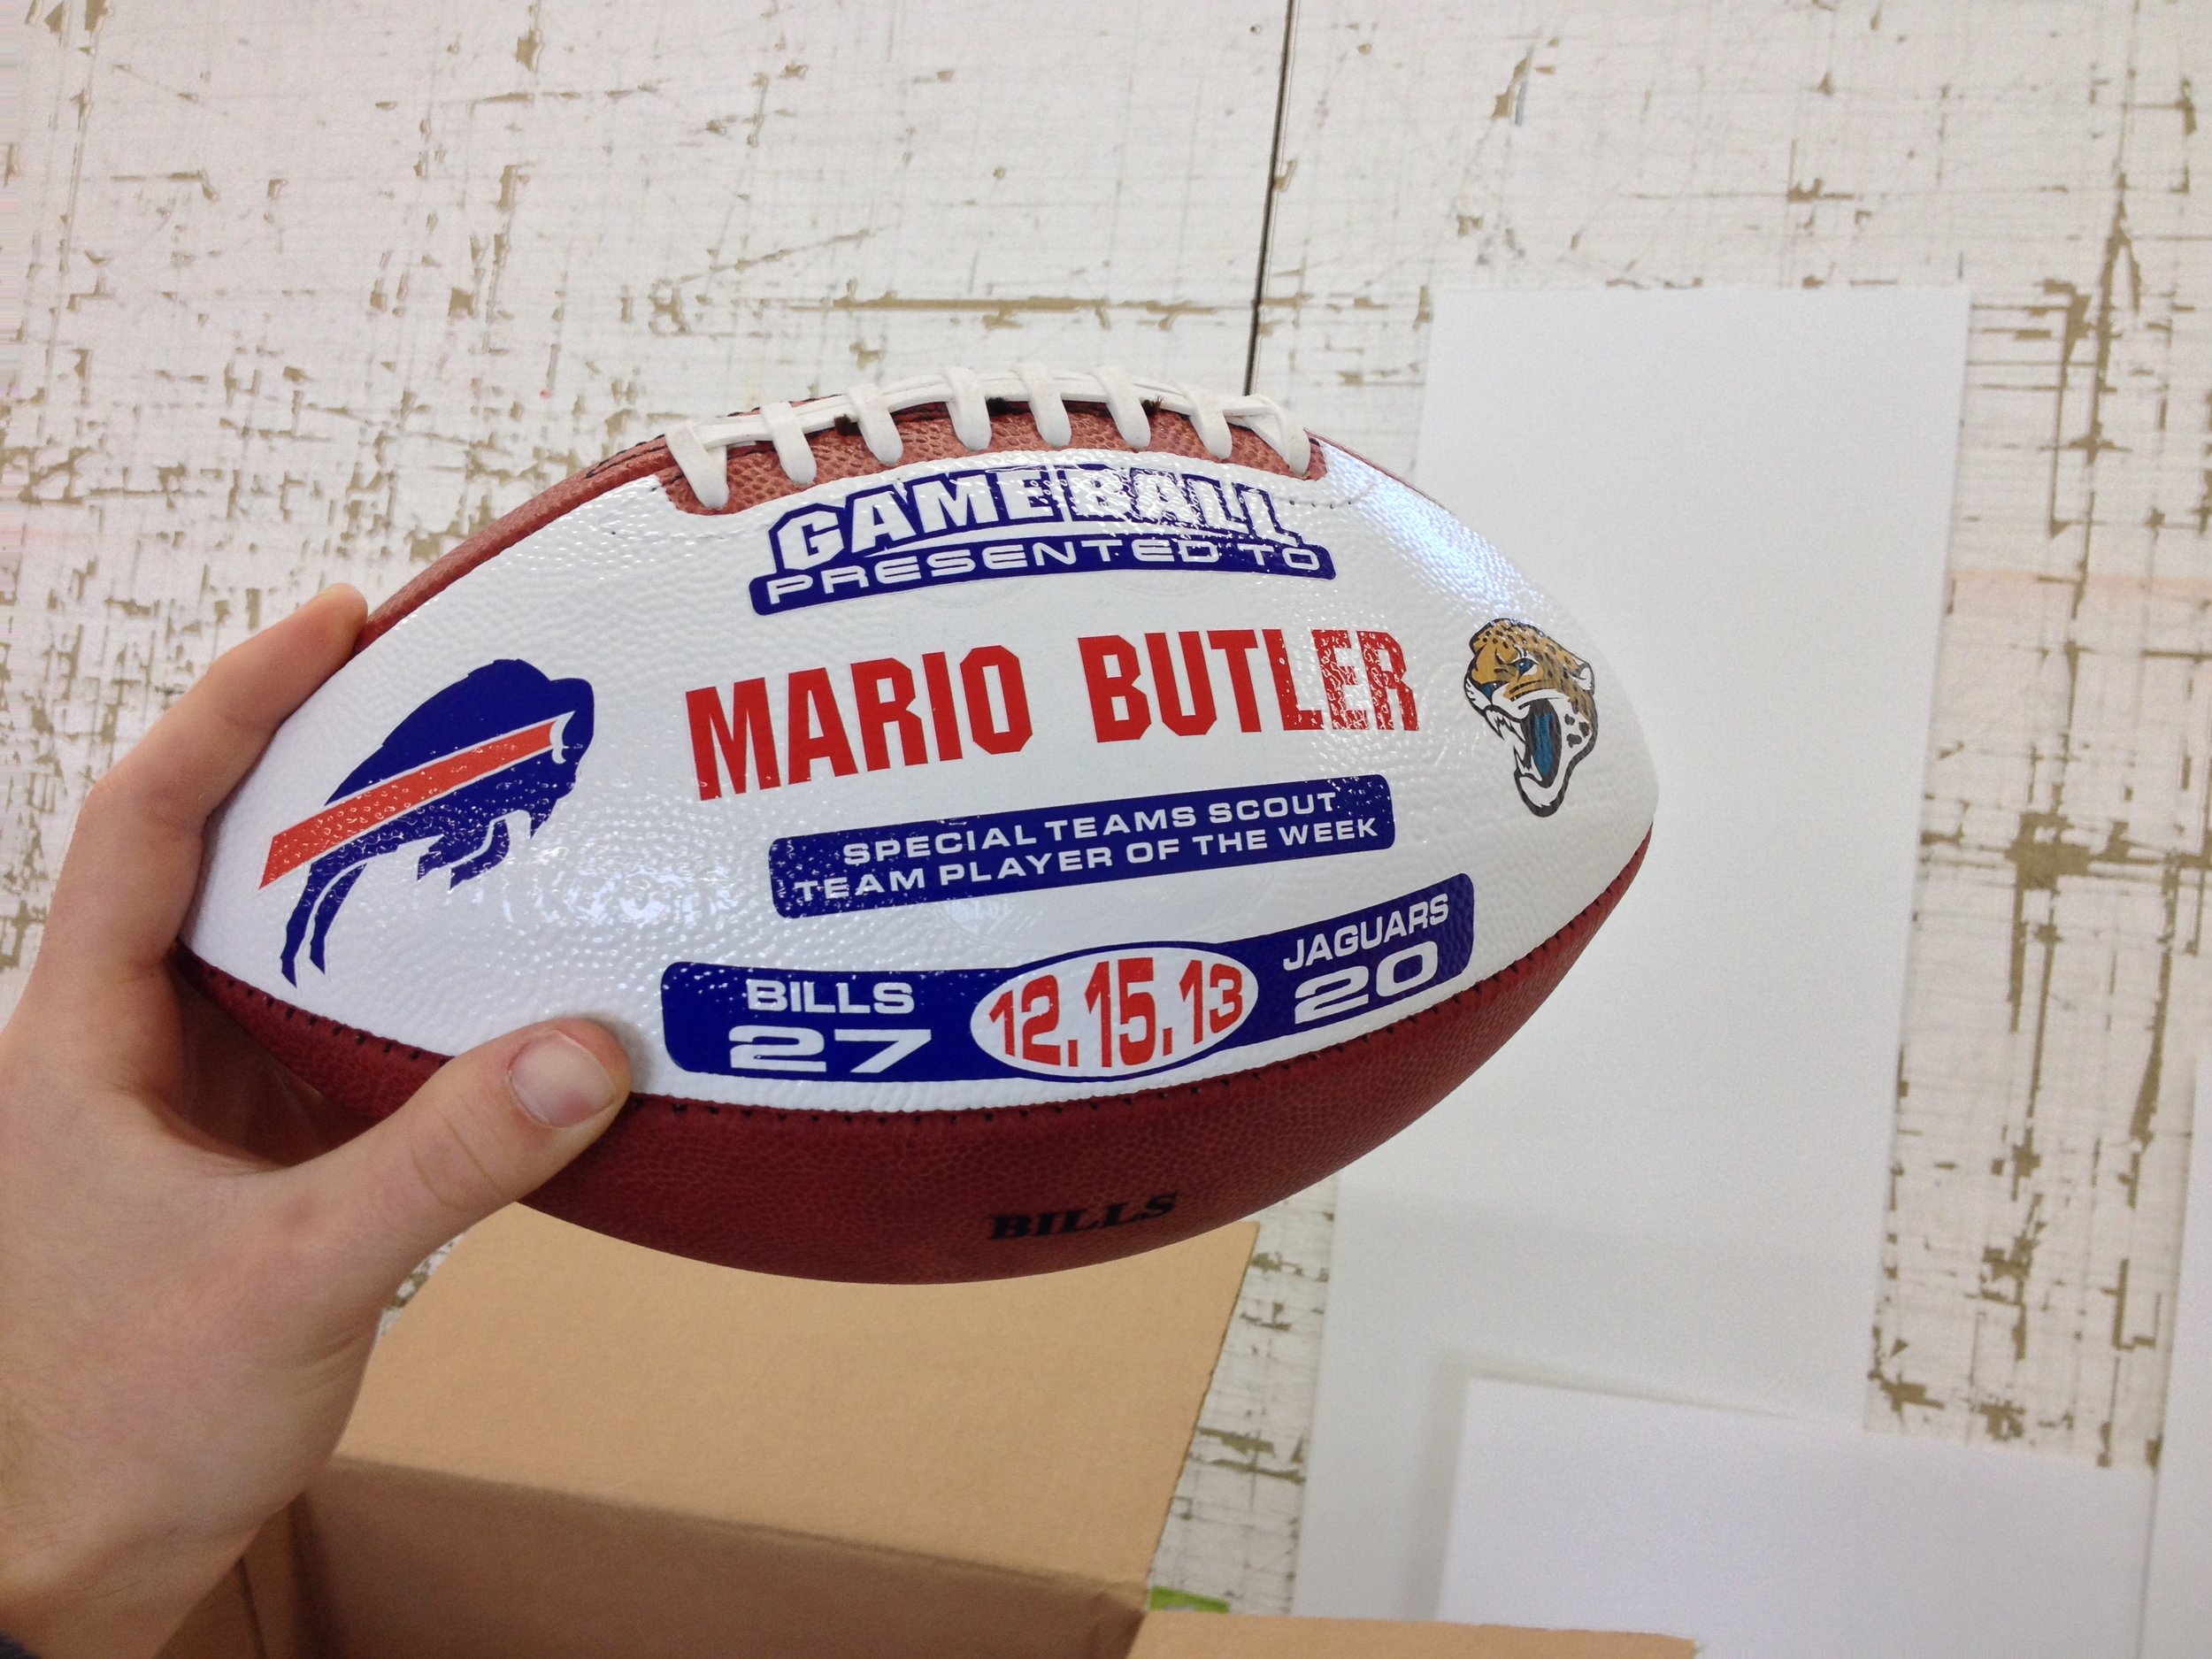 GAME BALL
PRESENTED TO
MARIO BUTLER
SPECIAL TEAMS SCOUT
TEAM PLAYER OF THE WEEK
BILLS
27
12.15.13
JAGUARS
20
BILLS